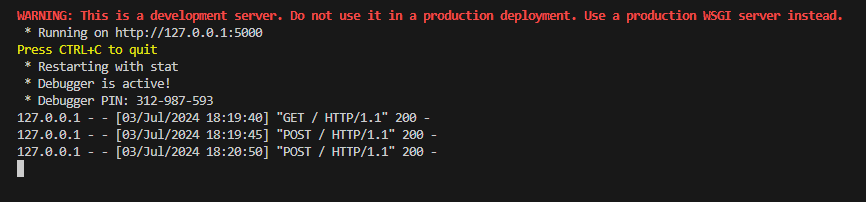 WARNING: This is a development server. Do not use it in a production deployment. Use a production WSGI server instead.
 * Running on http://127.0.0.1:5000
Press CTRL+C to quit
 * Restarting with stat
 * Debugger is active!
 * Debugger PIN: 312-987-593
127.0.0.1 - - [03/Jul/2024 18:19:40] "GET / HTTP/1.1" 200 -
127.0.0.1 - - [03/Jul/2024 18:19:45] "POST / HTTP/1.1" 200 -
127.0.0.1 - - [03/Jul/2024 18:20:50] "POST / HTTP/1.1" 200 -